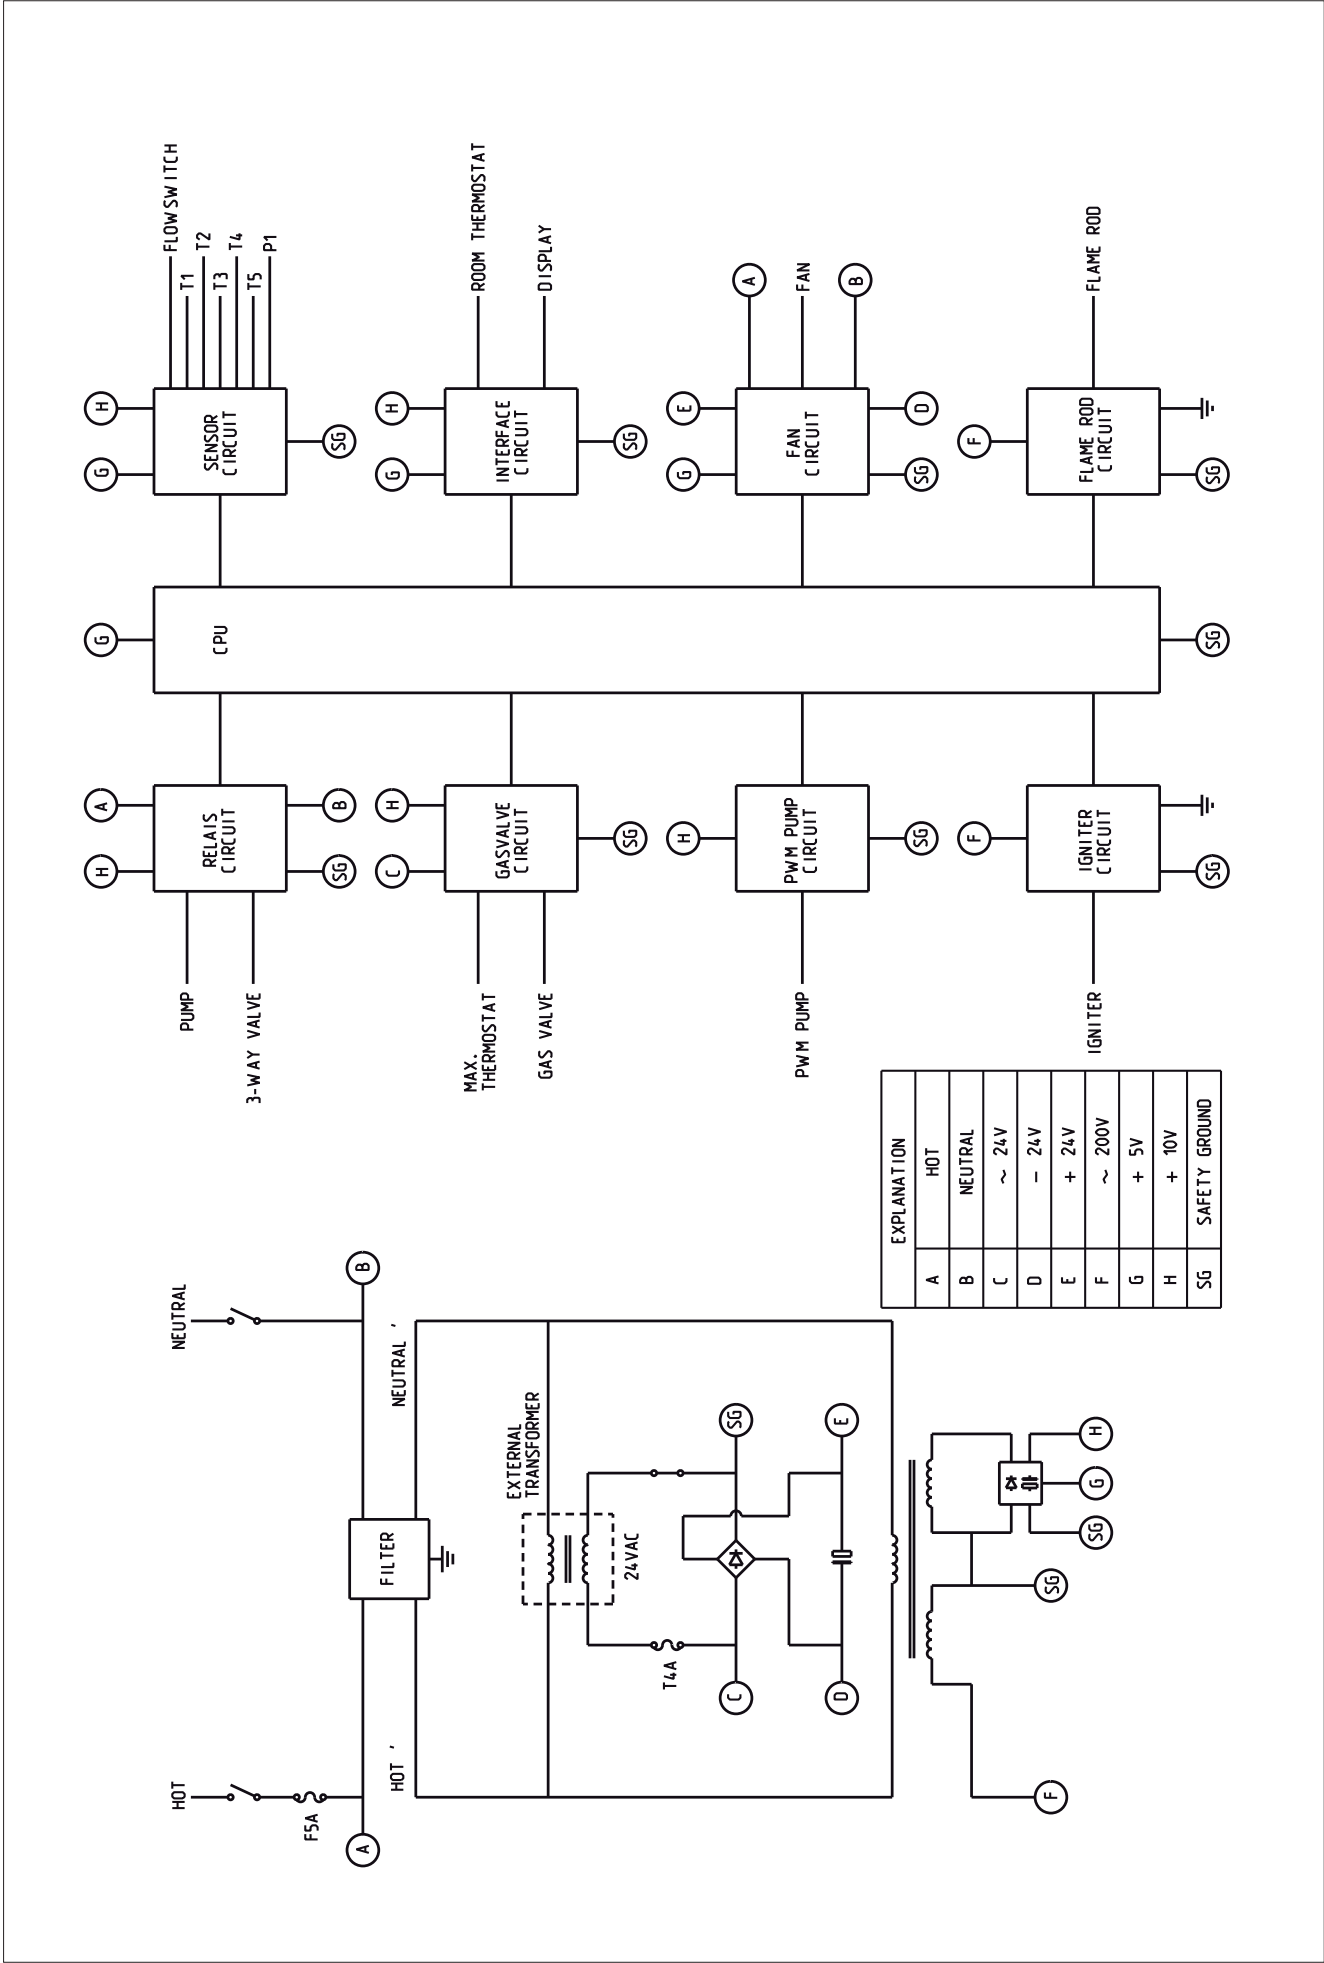 HOT
F5A
A
NEUTRAL
B
FILTER
HOT '
NEUTRAL '
EXTERNAL
TRANSFORMER
24VAC
T4A
C
SG
D
E
F
SG
SG
G
H
EXPLANATION
A HOT
B NEUTRAL
C ~ 24V
D - 24V
E + 24V
F ~ 200V
G + 5V
H + 10V
SG SAFETY GROUND
H
A
PUMP
3-WAY VALVE
RELAIS
CIRCUIT
SG
B
C
H
MAX.
THERMOSTAT
GAS VALVE
GASVALVE
CIRCUIT
SG
H
PWM PUMP
PWM PUMP
CIRCUIT
SG
F
IGNITER
IGNITER
CIRCUIT
SG
G
CPU
SG
G
H
SENSOR
CIRCUIT
FLOWSWITCH
T1
T2
T3
T4
T5
P1
SG
G
H
INTERFACE
CIRCUIT
ROOM THERMOSTAT
DISPLAY
SG
G
E
FAN
CIRCUIT
A
FAN
B
SG
D
F
FLAME ROD
CIRCUIT
FLAME ROD
SG